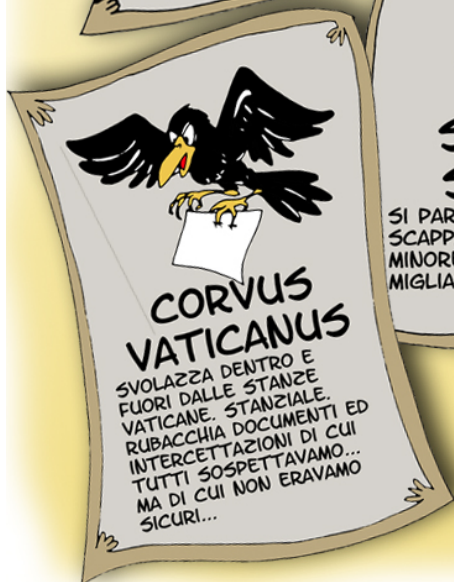 CORVUS
VATICANUS
SVOLAZZA DENTRO E
FUORI DALLE STANZE
VATICANE. STANZIALE.
RUBACCHIA DOCUMENTI ED
INTERCETTAZIONI DI CUI
TUTTI SOSPETTAVAMO...
MA DI CUI NON ERAVAMO
SICURI...
SI PAR
SCAPP
MINORI
MIGLIA